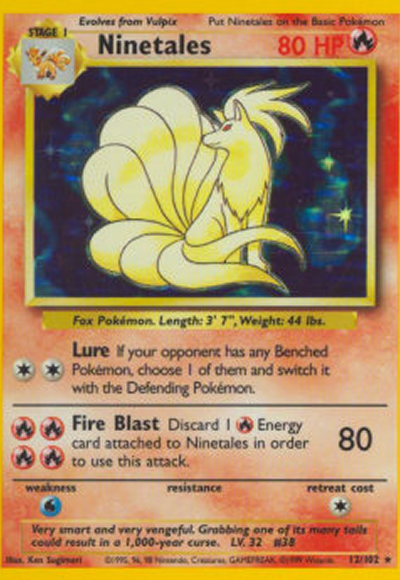 Evolves from Vulpix Put Ninetales on the Basic Pokémon
STAGE 1
Ninetales 80 HP
Fox Pokémon. Length: 3' 7", Weight: 44 lbs.
Lure If your opponent has any Benched
Pokémon, choose 1 of them and switch it
with the Defending Pokémon.
Fire Blast Discard 1 Energy
card attached to Ninetales in order
to use this attack.
80
weakness resistance retreat cost
Very smart and very vengeful. Grabbing one of its many tails
could result in a 1,000-year curse. LV. 32 #38
Illus. Ken Sugimori ©1995, 96, 98 Nintendo, Creatures, GAMEFREAK. ©1999 Wizards. 12/102 ★